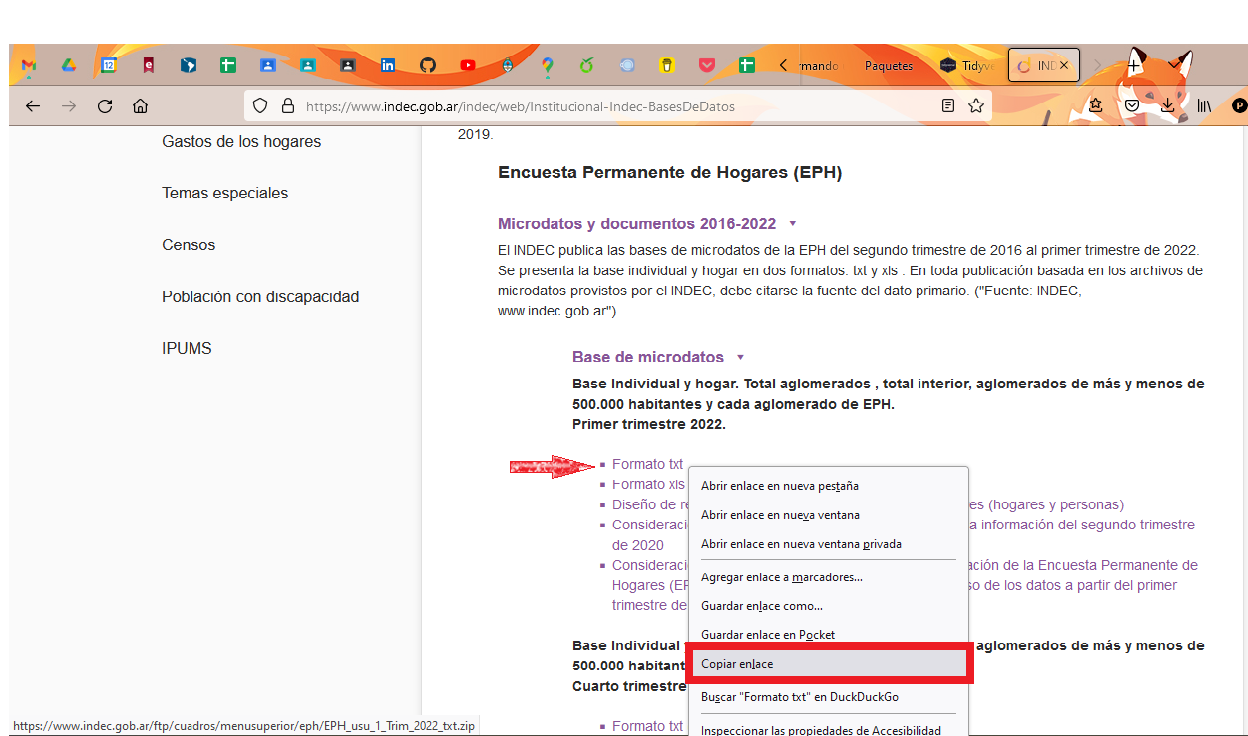 12
rmando
Paquetes
Tidyve
IND
https://www.indec.gob.ar/indec/web/Institucional-Indec-BasesDeDatos
P
Gastos de los hogares
Temas especiales
Censos
Población con discapacidad
IPUMS
2019.
Encuesta Permanente de Hogares (EPH)
Microdatos y documentos 2016-2022
El INDEC publica las bases de microdatos de la EPH del segundo trimestre de 2016 al primer trimestre de 2022.
Se presenta la base individual y hogar en dos formatos. txt y xls . En toda publicación basada en los archivos de
microdatos provistos por el INDEC, debe citarse la fuente del dato primario. ("Fuente: INDEC,
www indec gob ar")
Base de microdatos
Base Individual y hogar. Total aglomerados , total interior, aglomerados de más y menos de
500.000 habitantes y cada aglomerado de EPH.
Primer trimestre 2022.
Formato txt
Formato xls
Diseño de re es (hogares y personas)
Consideraci a información del segundo trimestre
de 2020
Consideraci ación de la Encuesta Permanente de
Hogares (EP so de los datos a partir del primer
trimestre de
Base Individual aglomerados de más y menos de
500.000 habitant
Cuarto trimestre
Formato txt
Abrir enlace en nueva pestaña
Abrir enlace en nueva ventana
Abrir enlace en nueva ventana privada
Agregar enlace a marcadores...
Guardar enlace como...
Guardar enlace en Pocket
Copiar enlace
Buscar "Formato txt" en DuckDuckGo
Inspeccionar las propiedades de Accesibilidad
https://www.indec.gob.ar/ftp/cuadros/menusuperior/eph/EPH_usu_1_Trim_2022_txt.zip